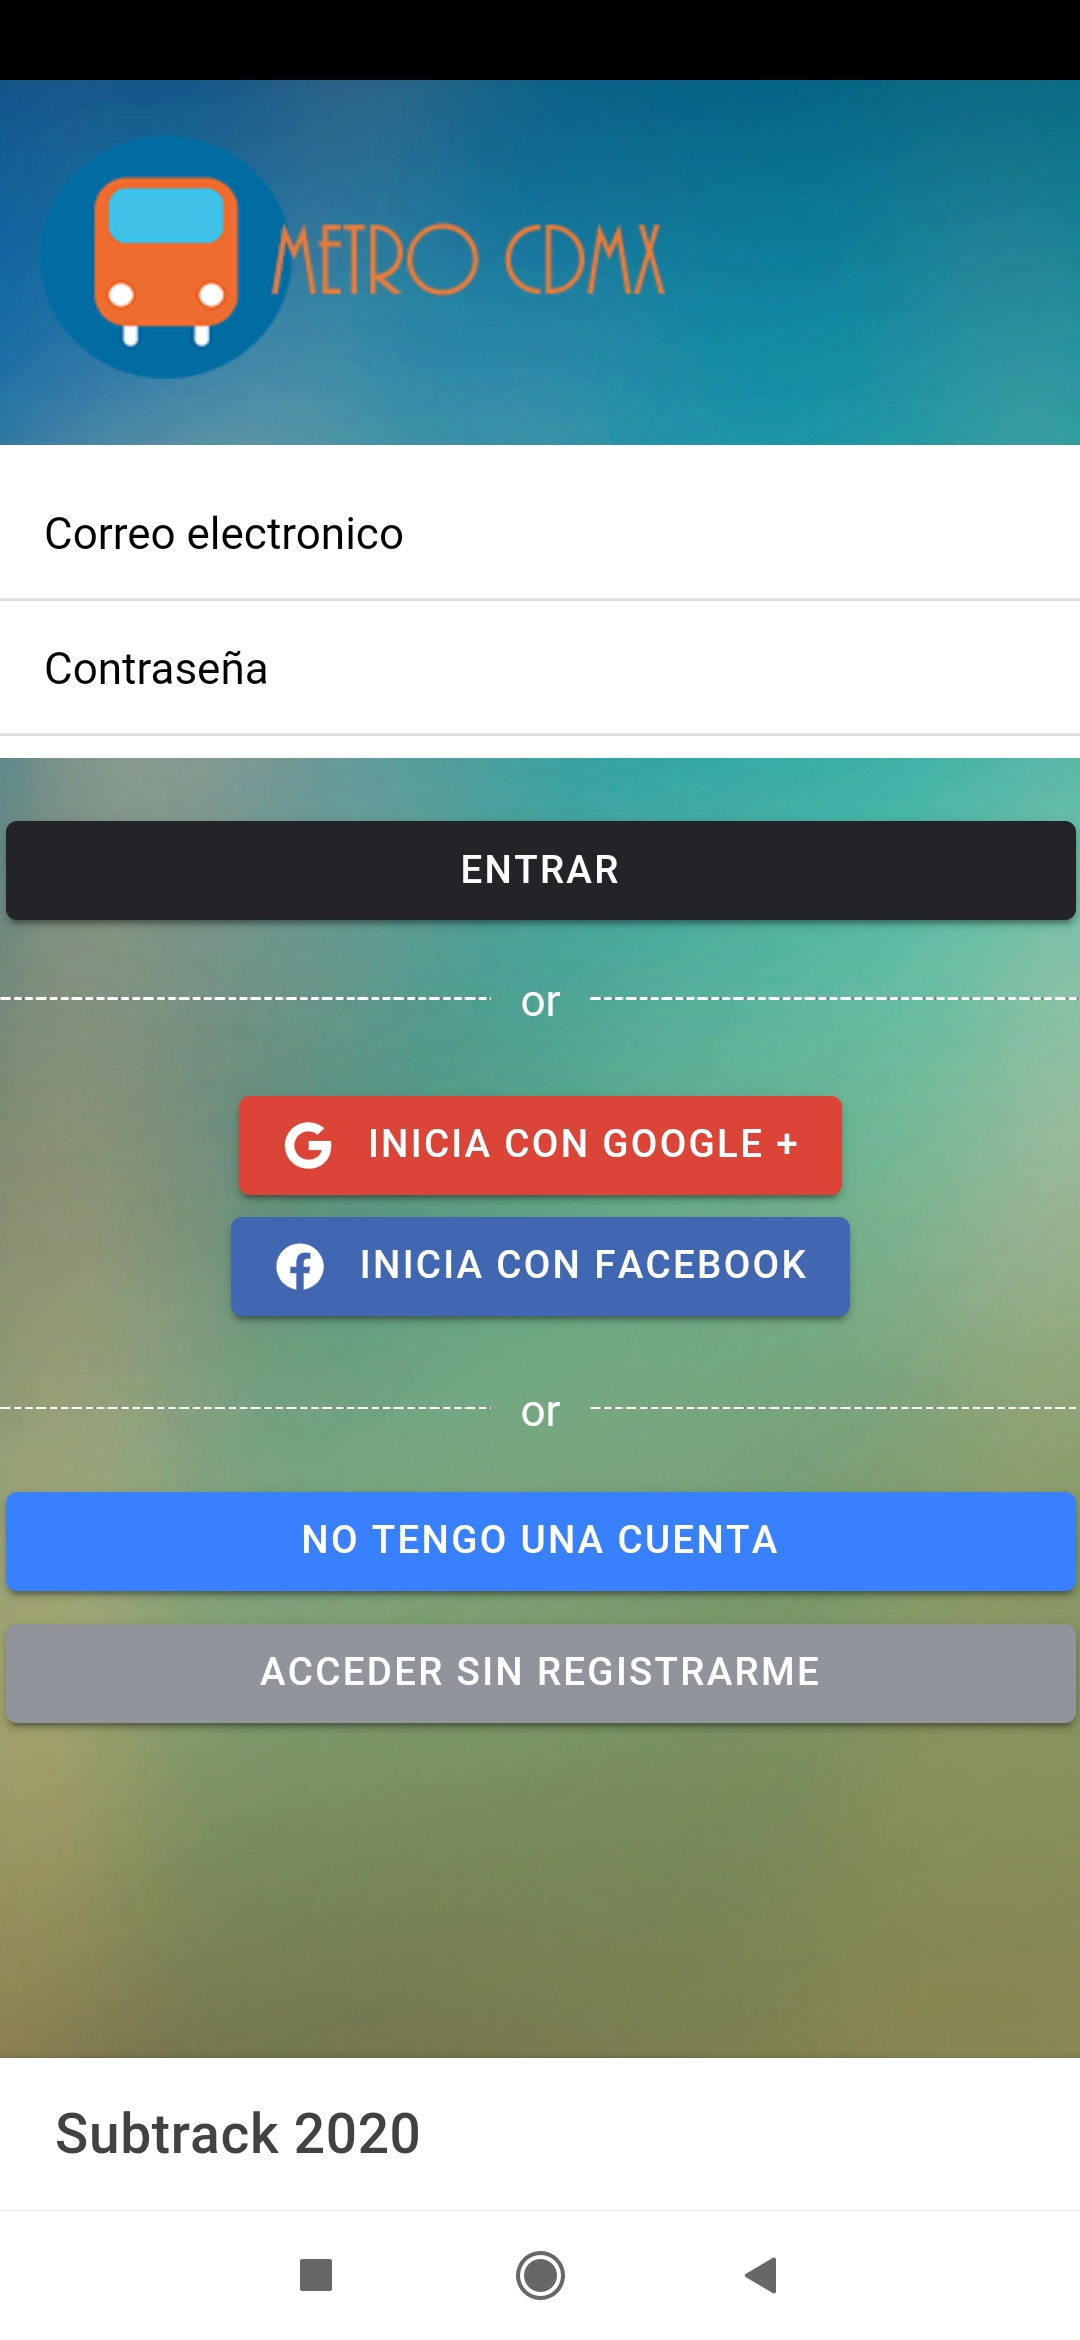 METRO CDMX
Correo electronico
Contraseña
ENTRAR
or
INICIA CON GOOGLE +
INICIA CON FACEBOOK
or
NO TENGO UNA CUENTA
ACCEDER SIN REGISTRARME
Subtrack 2020